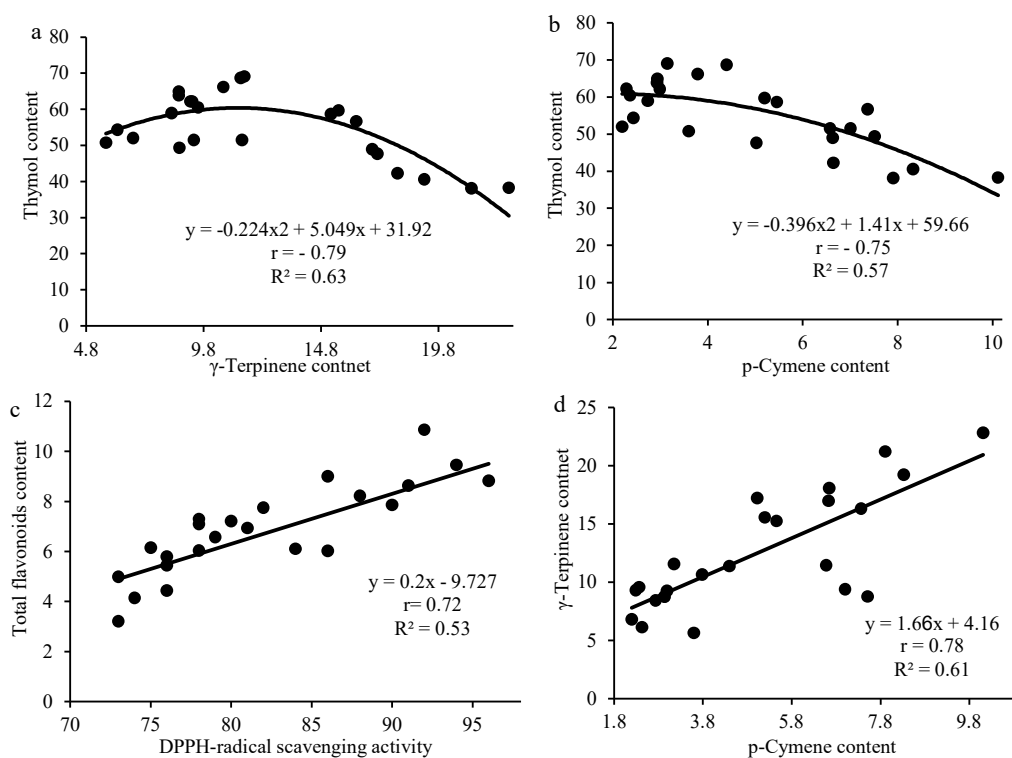 a
80
70
60
50
40
30
20
10
0
Thymol content
y = -0.224x2 + 5.049x + 31.92
r = - 0.79
R² = 0.63
4.8
9.8
14.8
19.8
γ-Terpinene contnet
b
80
70
60
50
40
30
20
10
0
Thymol content
y = -0.396x2 + 1.41x + 59.66
r = - 0.75
R² = 0.57
2
4
6
8
10
p-Cymene content
c
12
10
8
6
4
2
0
Total flavonoids content
y = 0.2x - 9.727
r= 0.72
R² = 0.53
70
75
80
85
90
95
DPPH-radical scavenging activity
d
25
20
15
10
5
0
γ-Terpinene contnet
y = 1.66x + 4.16
r = 0.78
R² = 0.61
1.8
3.8
5.8
7.8
9.8
p-Cymene content